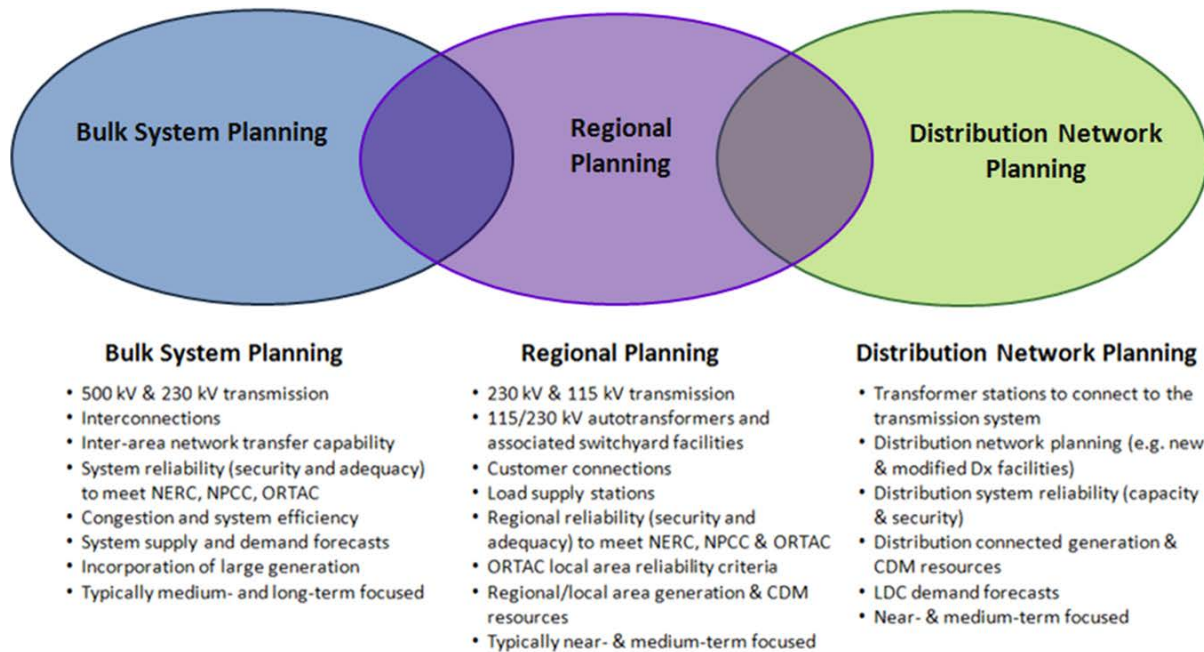 Bulk System Planning
Regional
Planning
Distribution Network
Planning
Bulk System Planning
• 500 kV & 230 kV transmission
• Interconnections
• Inter-area network transfer capability
• System reliability (security and adequacy)
to meet NERC, NPCC, ORTAC
• Congestion and system efficiency
• System supply and demand forecasts
• Incorporation of large generation
• Typically medium- and long-term focused
Regional Planning
• 230 kV & 115 kV transmission
• 115/230 kV autotransformers and
associated switchyard facilities
• Customer connections
• Load supply stations
• Regional reliability (security and
adequacy) to meet NERC, NPCC & ORTAC
• ORTAC local area reliability criteria
• Regional/local area generation & CDM
resources
• Typically near- & medium-term focused
Distribution Network Planning
• Transformer stations to connect to the
transmission system
• Distribution network planning (e.g. new
& modified Dx facilities)
• Distribution system reliability (capacity
& security)
• Distribution connected generation &
CDM resources
• LDC demand forecasts
• Near- & medium-term focused